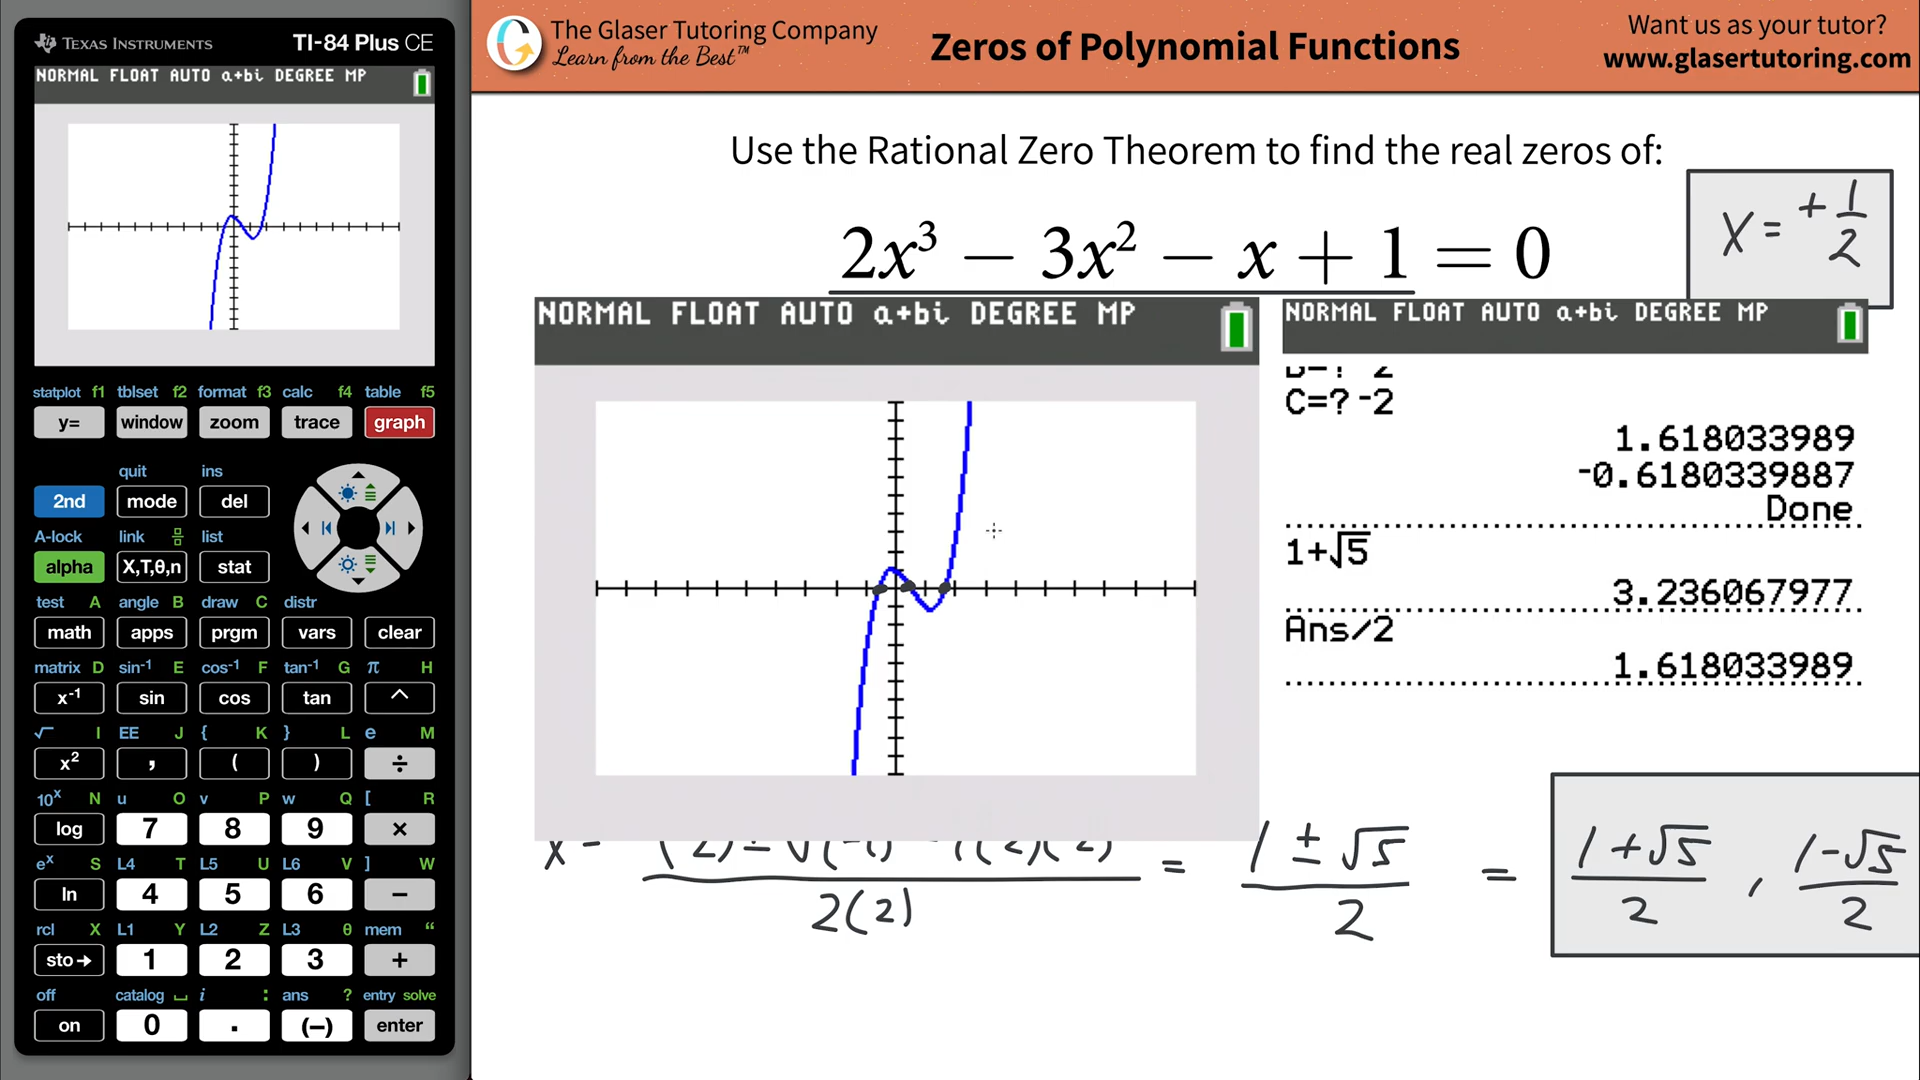 TEXAS INSTRUMENTS TI-84 Plus CE
NORMAL FLOAT AUTO a+bi DEGREE MP
statplot f1 tblset f2 format f3 calc f4 table f5
y= window zoom trace graph
quit ins
2nd mode del
A-lock link list
alpha X,T,θ,n stat
test A angle B draw C distr
math apps prgm vars clear
matrix D sin⁻¹ E cos⁻¹ F tan⁻¹ G π H
x⁻¹ sin cos tan ^
√ I EE J { K } L e M
x² , ( ) ÷
10ˣ N u O v P w Q [ R
log 7 8 9 ×
eˣ S L4 T L5 U L6 V ] W
ln 4 5 6 −
rcl X L1 Y L2 Z L3 θ mem “
sto→ 1 2 3 +
off catalog ⎵ i : ans ? entry solve
on 0 . (−) enter
The Glaser Tutoring Company
Learn from the Best™
Zeros of Polynomial Functions
Want us as your tutor?
www.glasertutoring.com
Use the Rational Zero Theorem to find the real zeros of:
2x³ − 3x² − x + 1 = 0
x = +1/2
NORMAL FLOAT AUTO a+bi DEGREE MP
NORMAL FLOAT AUTO a+bi DEGREE MP
C=? -2
1.618033989
-0.6180339887
Done
1+√5
3.236067977
Ans/2
1.618033989
2(2)
= 1 ± √5 / 2 = 1+√5 / 2 , 1-√5 / 2